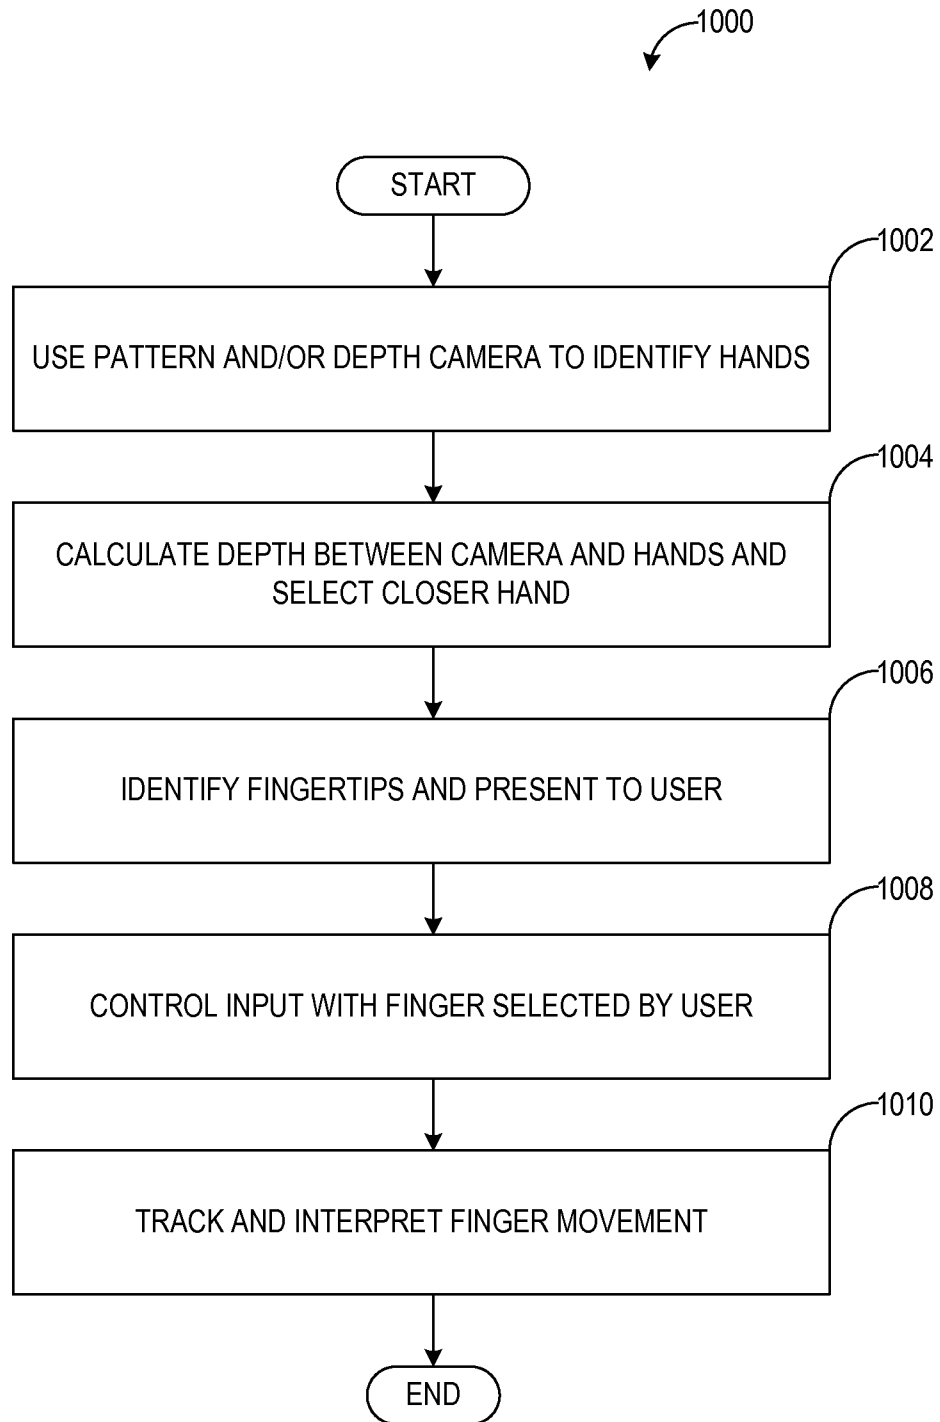 1000
START
1002
USE PATTERN AND/OR DEPTH CAMERA TO IDENTIFY HANDS
1004
CALCULATE DEPTH BETWEEN CAMERA AND HANDS AND
SELECT CLOSER HAND
1006
IDENTIFY FINGERTIPS AND PRESENT TO USER
1008
CONTROL INPUT WITH FINGER SELECTED BY USER
1010
TRACK AND INTERPRET FINGER MOVEMENT
END